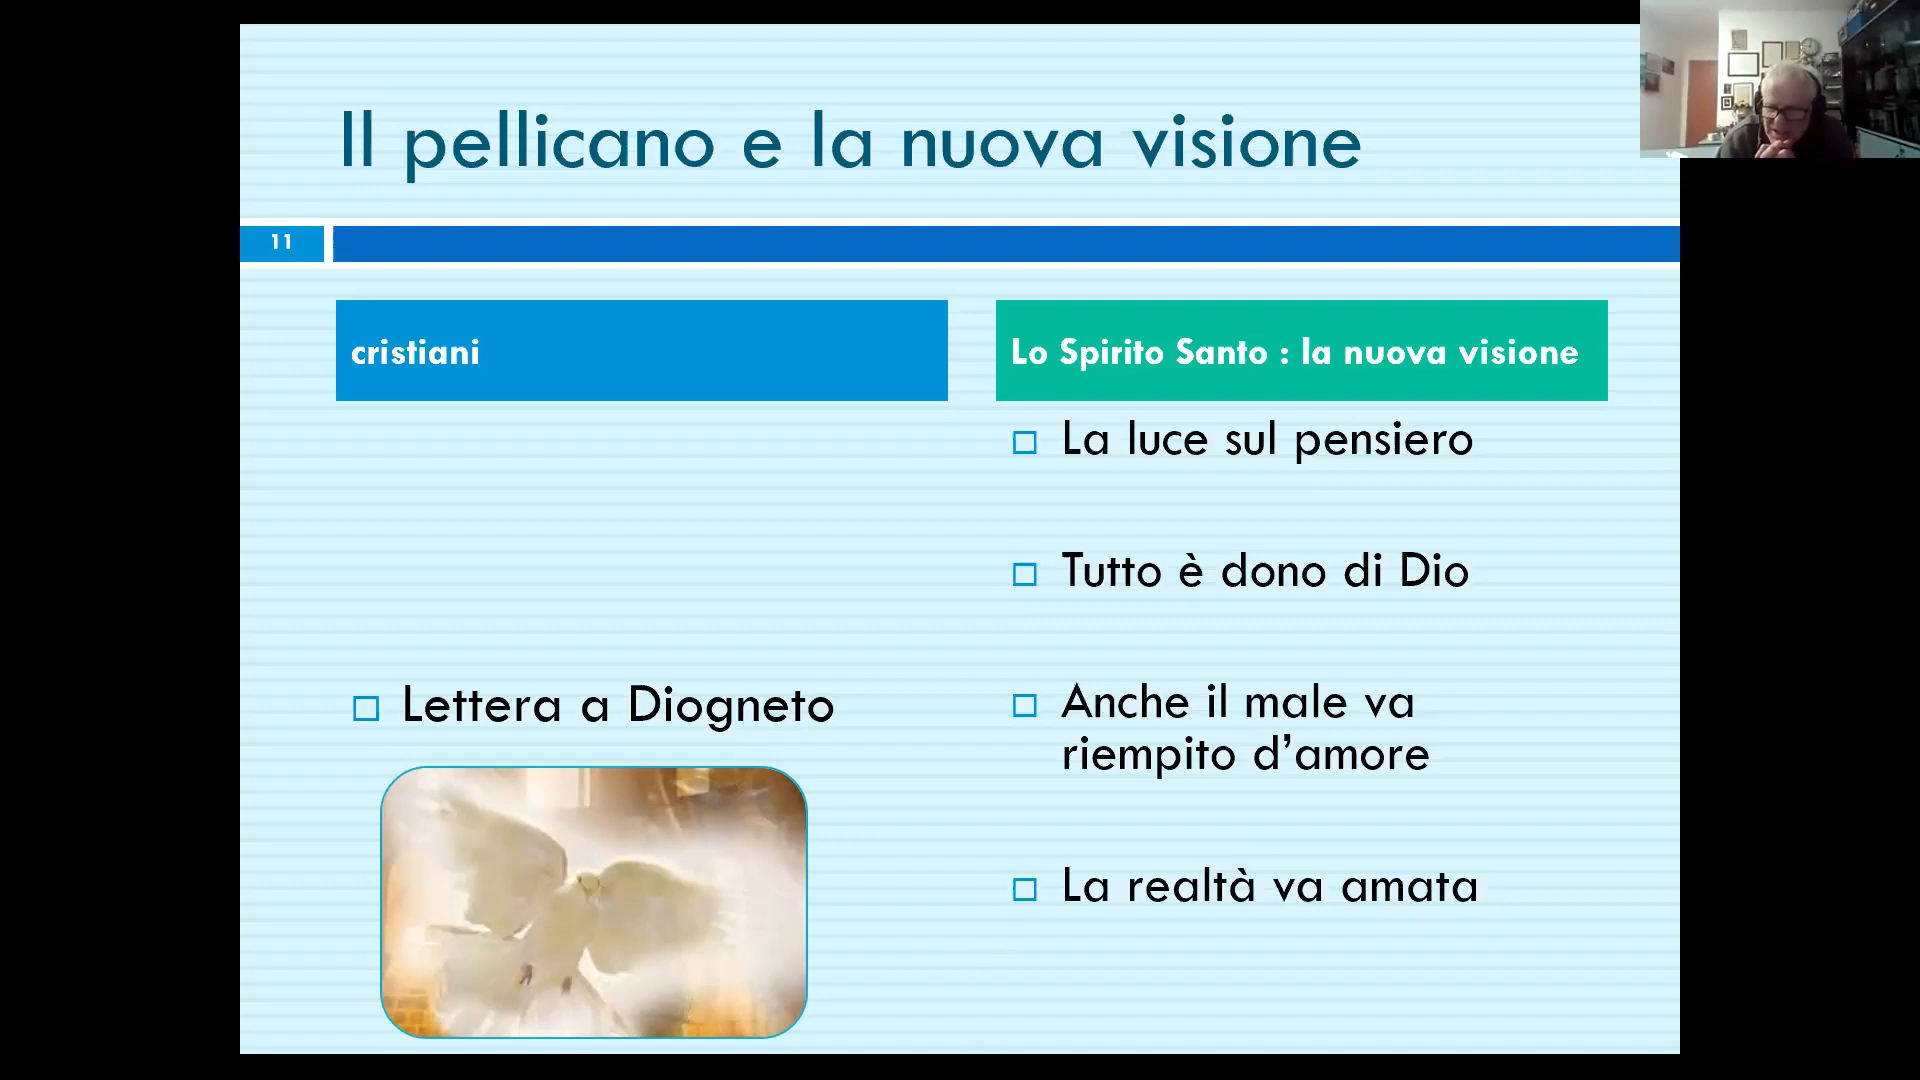 Il pellicano e la nuova visione
11
cristiani
Lettera a Diogneto
Lo Spirito Santo : la nuova visione
La luce sul pensiero
Tutto è dono di Dio
Anche il male va
riempito d’amore
La realtà va amata